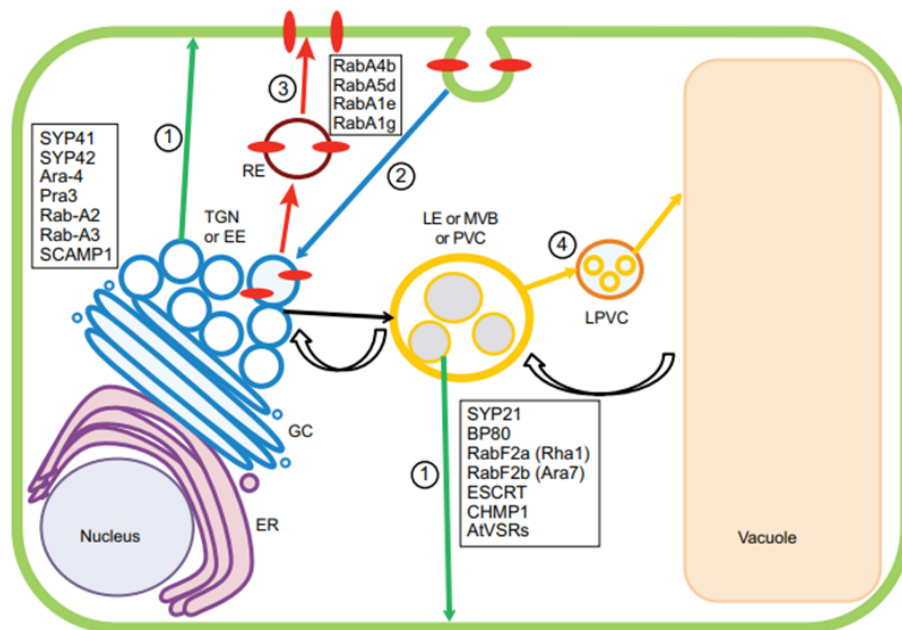 RabA4b
RabA5d
RabA1e
RabA1g
3
1
SYP41
SYP42
Ara-4
Pra3
Rab-A2
Rab-A3
SCAMP1
RE
2
TGN
or EE
LE or MVB
or PVC
4
LPVC
GC
SYP21
BP80
RabF2a (Rha1)
RabF2b (Ara7)
ESCRT
CHMP1
AtVSRs
1
ER
Nucleus
Vacuole